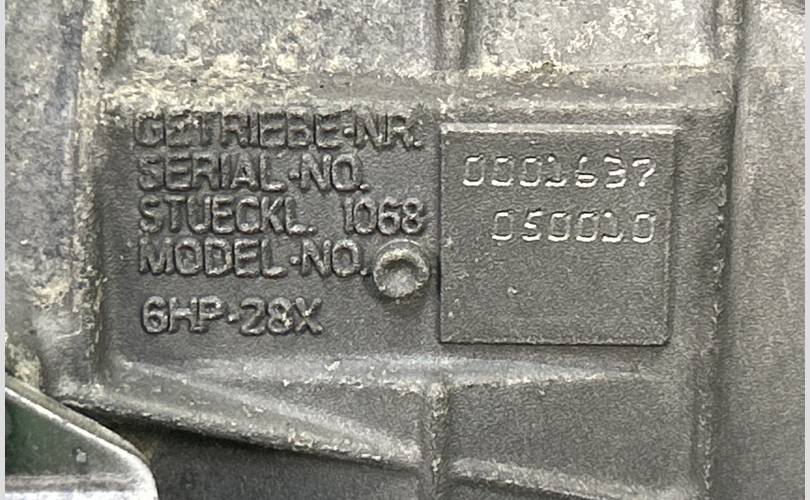 GETRIEBE-NR.
SERIAL-NO. 0001637
STUECKL. 1068 050010
MODEL-NO.
6HP-28X